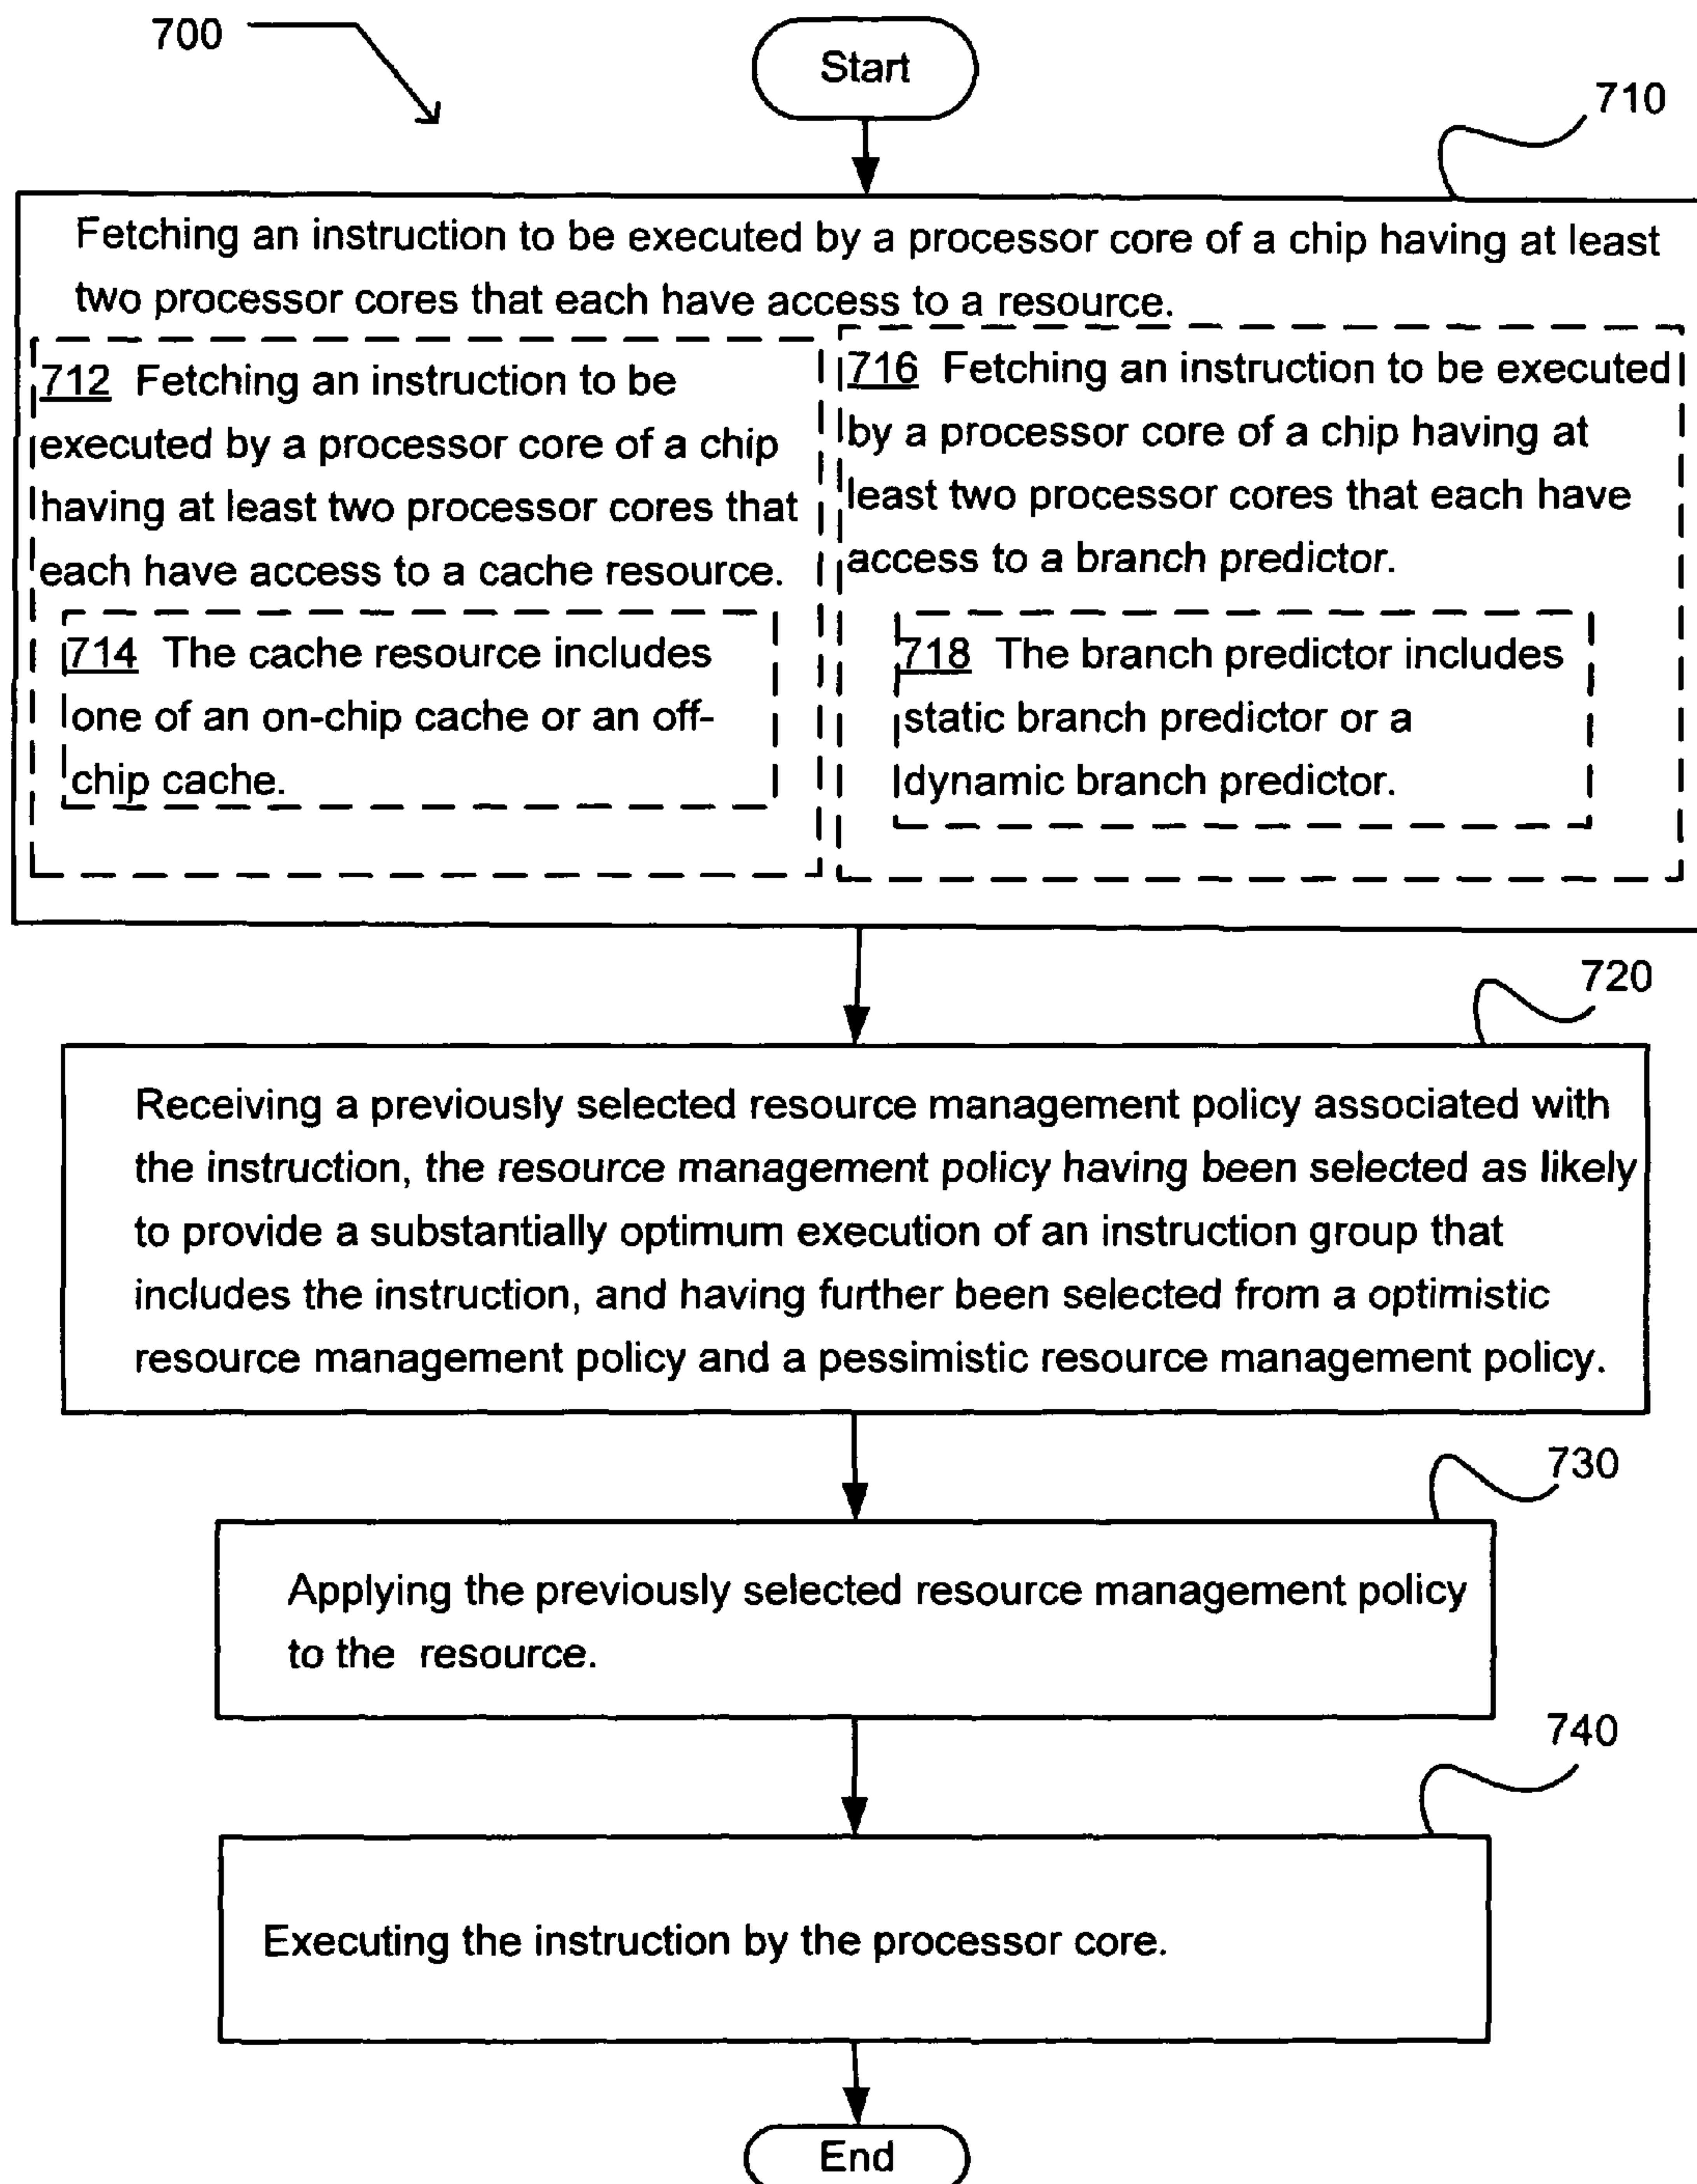 700
Start
710
Fetching an instruction to be executed by a processor core of a chip having at least
two processor cores that each have access to a resource.
712 Fetching an instruction to be
executed by a processor core of a chip
having at least two processor cores that
each have access to a cache resource.
714 The cache resource includes
one of an on-chip cache or an off-
chip cache.
716 Fetching an instruction to be executed
by a processor core of a chip having at
least two processor cores that each have
access to a branch predictor.
718 The branch predictor includes
static branch predictor or a
dynamic branch predictor.
720
Receiving a previously selected resource management policy associated with
the instruction, the resource management policy having been selected as likely
to provide a substantially optimum execution of an instruction group that
includes the instruction, and having further been selected from a optimistic
resource management policy and a pessimistic resource management policy.
730
Applying the previously selected resource management policy
to the resource.
740
Executing the instruction by the processor core.
End